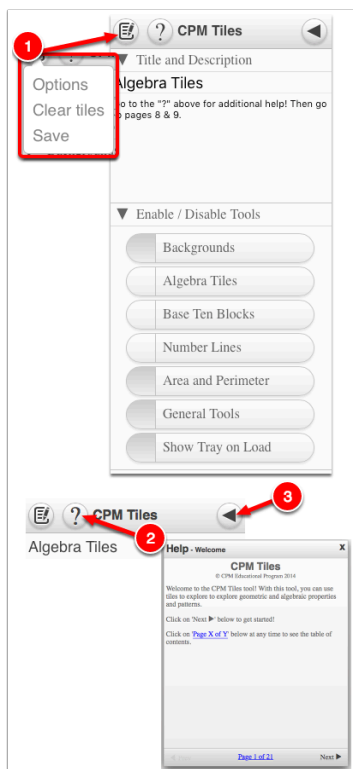 1
? CPM Tiles
Title and Description
Algebra Tiles
o to the "?" above for additional help! Then go
pages 8 & 9.
Options
Clear tiles
Save
Enable / Disable Tools
Backgrounds
Algebra Tiles
Base Ten Blocks
Number Lines
Area and Perimeter
General Tools
Show Tray on Load
3
? CPM Tiles
2
Algebra Tiles
Help - Welcome X
CPM Tiles
© CPM Educational Program 2014
Welcome to the CPM Tiles tool! With this tool, you can use
tiles to explore to explore geometric and algebraic properties
and patterns.
Click on 'Next ▶' below to get started!
Click on 'Page X of Y' below at any time to see the table of
contents.
Page 1 of 21 Next ▶